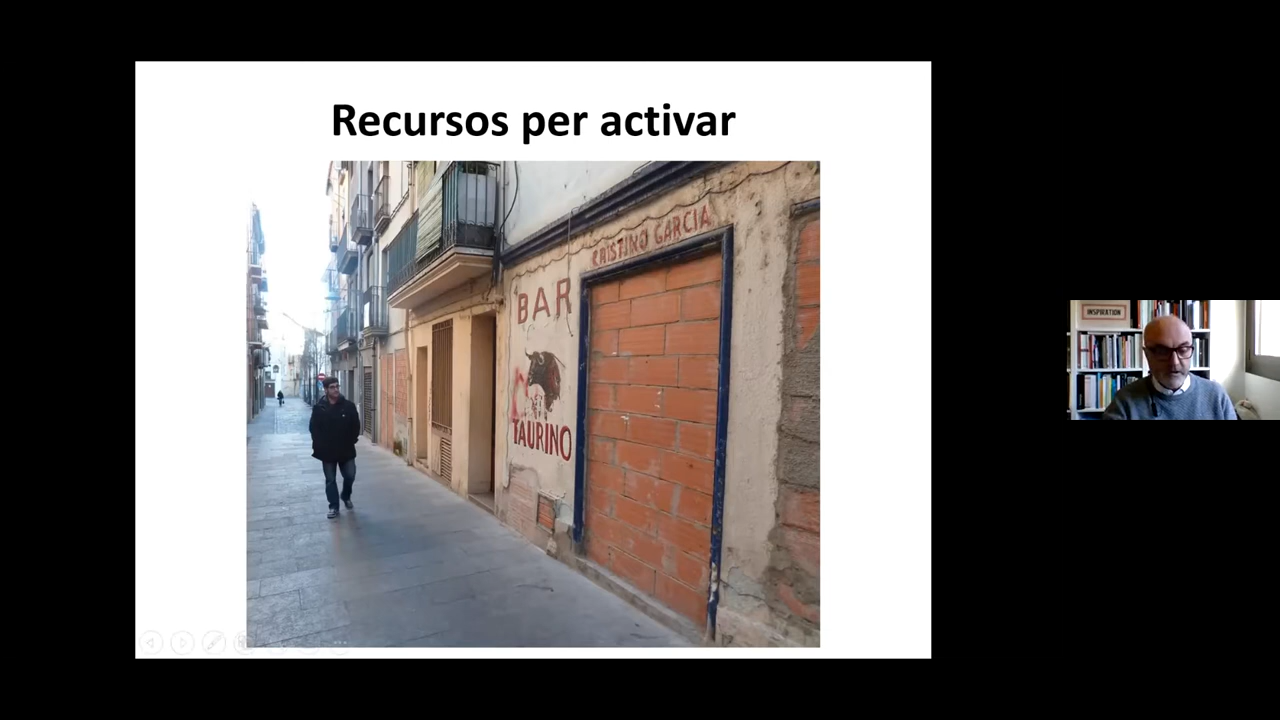 Recursos per activar
CRISTINO GARCIA
BAR
TAURINO
INSPIRATION